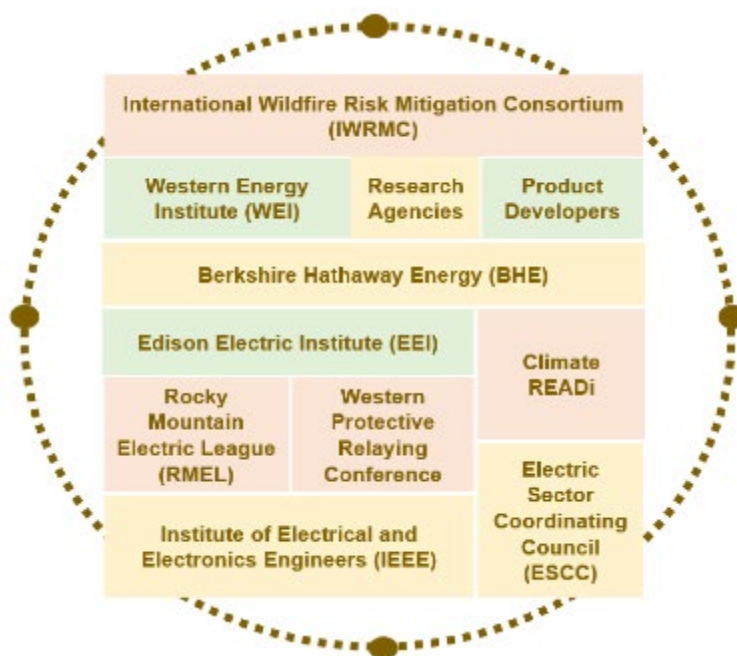 International Wildfire Risk Mitigation Consortium
(IWRMC)
Western Energy
Institute (WEI)
Research
Agencies
Product
Developers
Berkshire Hathaway Energy (BHE)
Edison Electric Institute (EEI)
Climate
READi
Rocky
Mountain
Electric League
(RMEL)
Western
Protective
Relaying
Conference
Electric
Sector
Coordinating
Council
(ESCC)
Institute of Electrical and
Electronics Engineers (IEEE)